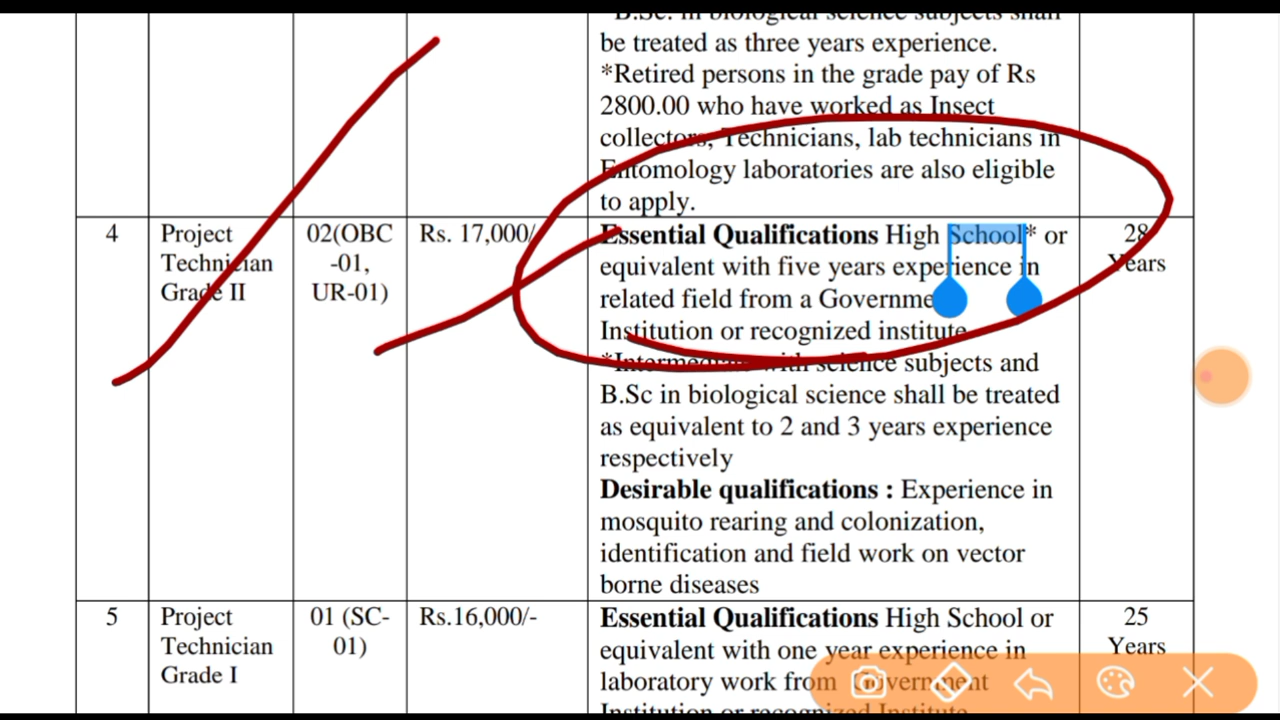 B.Sc. in biological science subjects shall
be treated as three years experience.
*Retired persons in the grade pay of Rs
2800.00 who have worked as Insect
collectors, Technicians, lab technicians in
Entomology laboratories are also eligible
to apply.
4
Project
Technician
Grade II
02(OBC
-01,
UR-01)
Rs. 17,000/
Essential Qualifications High School* or
equivalent with five years experience in
related field from a Governme
Institution or recognized institute
*Intermediate with science subjects and
B.Sc in biological science shall be treated
as equivalent to 2 and 3 years experience
respectively
Desirable qualifications : Experience in
mosquito rearing and colonization,
identification and field work on vector
borne diseases
28
Years
5
Project
Technician
Grade I
01 (SC-
01)
Rs.16,000/-
Essential Qualifications High School or
equivalent with one year experience in
laboratory work from Government
Institution or recognized Institute
25
Years